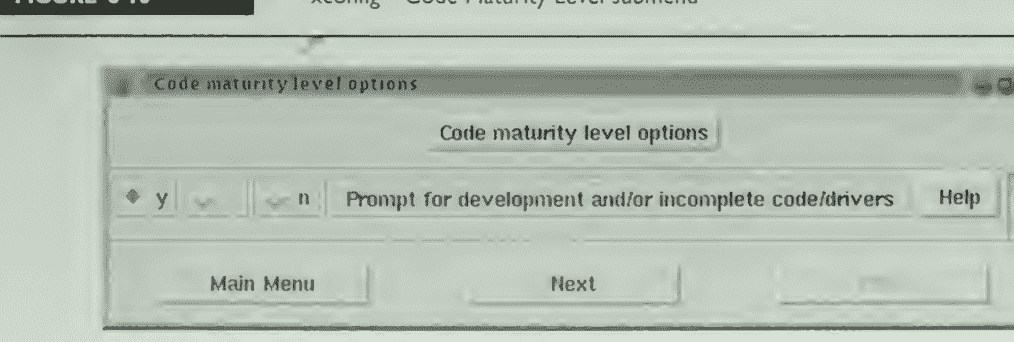 Code Maturity Level submenu
Code maturity level options
Code maturity level options
y n Prompt for development and/or incomplete code/drivers Help
Main Menu Next